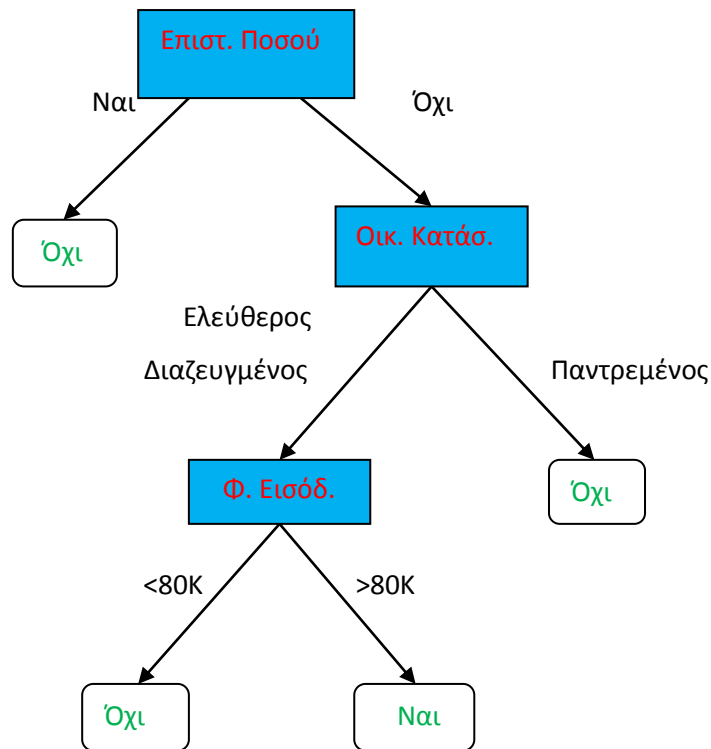 Επιστ. Ποσού
Ναι
Όχι
Όχι
Οικ. Κατάσ.
Ελεύθερος
Διαζευγμένος
Παντρεμένος
Φ. Εισόδ.
Όχι
<80K
>80K
Όχι
Ναι